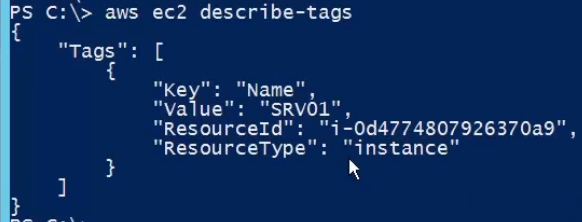 PS C:\> aws ec2 describe-tags
{
    "Tags": [
        {
            "Key": "Name",
            "Value": "SRV01",
            "ResourceId": "i-0d4774807926370a9",
            "ResourceType": "instance"
        }
    ]
}
PS C:\>